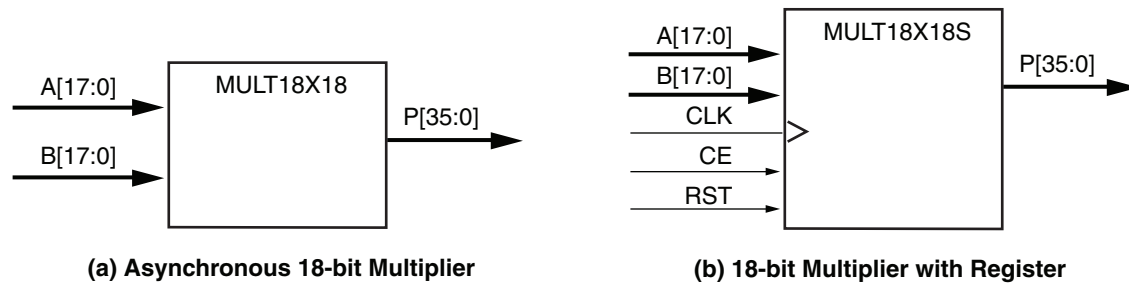 A[17:0]
B[17:0]
MULT18X18
P[35:0]
(a) Asynchronous 18-bit Multiplier
A[17:0]
B[17:0]
CLK
CE
RST
MULT18X18S
P[35:0]
(b) 18-bit Multiplier with Register